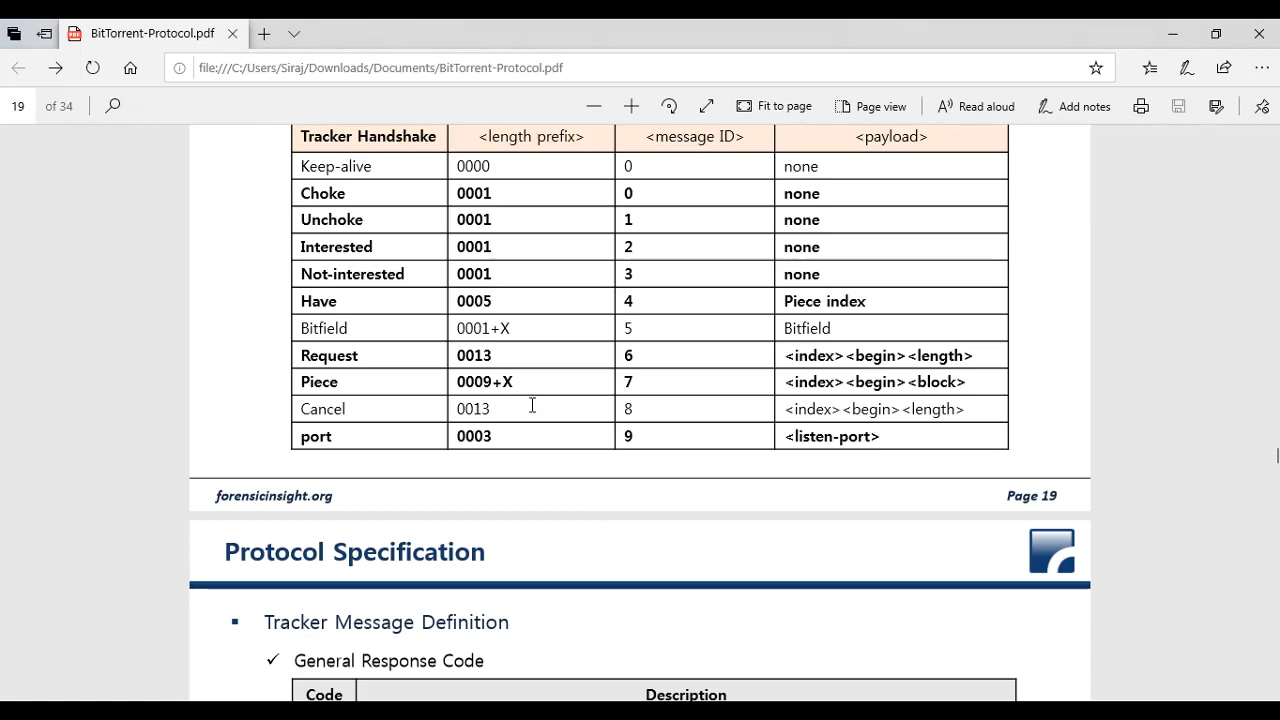 BitTorrent-Protocol.pdf
file:///C:/Users/Siraj/Downloads/Documents/BitTorrent-Protocol.pdf
19 of 34 Fit to page Page view Read aloud Add notes
Tracker Handshake <length prefix> <message ID> <payload>
Keep-alive 0000 0 none
Choke 0001 0 none
Unchoke 0001 1 none
Interested 0001 2 none
Not-interested 0001 3 none
Have 0005 4 Piece index
Bitfield 0001+X 5 Bitfield
Request 0013 6 <index><begin><length>
Piece 0009+X 7 <index><begin><block>
Cancel 0013 8 <index><begin><length>
port 0003 9 <listen-port>
forensicinsight.org Page 19
Protocol Specification
▪ Tracker Message Definition
✓ General Response Code
Code Description